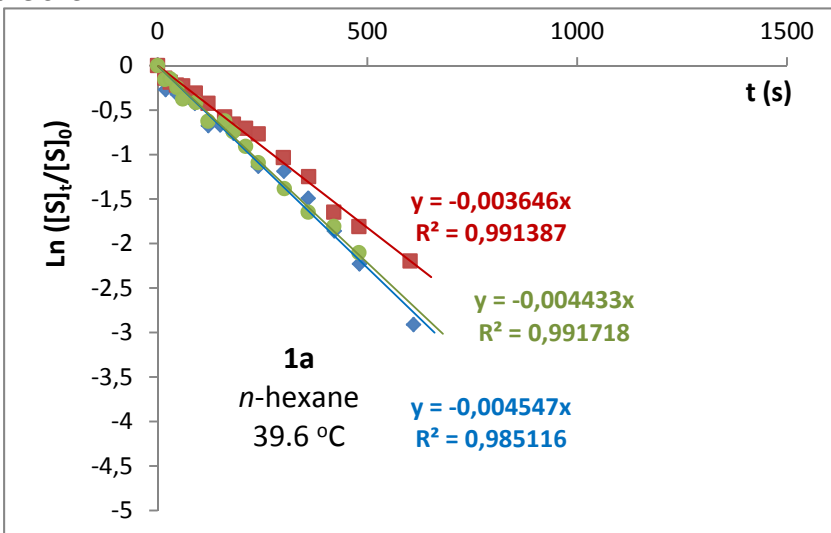 0 500 1000 1500
t (s)
Ln ([S]t/[S]0)
0
-0,5
-1
-1,5
-2
-2,5
-3
-3,5
-4
-4,5
-5
y = -0,003646x
R² = 0,991387
y = -0,004433x
R² = 0,991718
1a
n-hexane
39.6 ºC
y = -0,004547x
R² = 0,985116